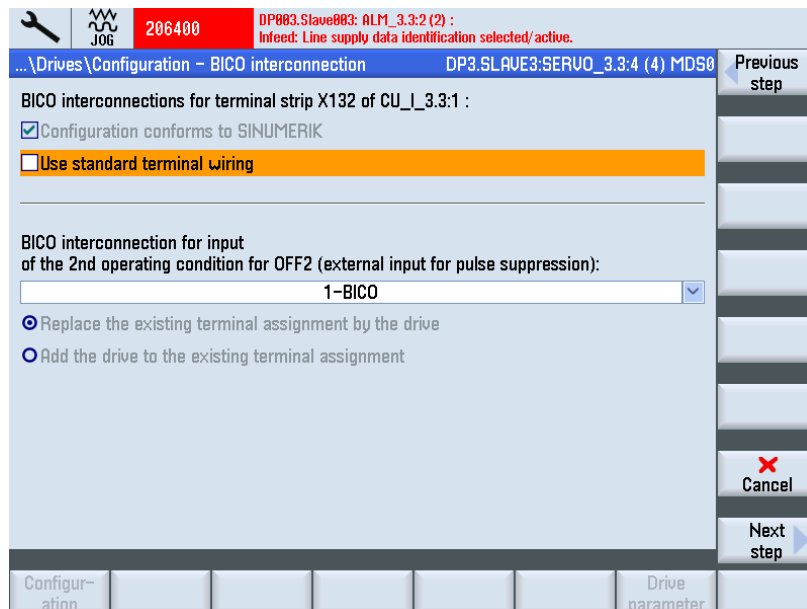 JOG
206400
DP003.Slave003: ALM_3.3:2 (2) :
Infeed: Line supply data identification selected/active.
...\Drives\Configuration - BICO interconnection
DP3.SLAVE3:SERVO_3.3:4 (4) MDS0
Previous
step
BICO interconnections for terminal strip X132 of CU_I_3.3:1 :
Configuration conforms to SINUMERIK
Use standard terminal wiring
BICO interconnection for input
of the 2nd operating condition for OFF2 (external input for pulse suppression):
1-BICO
Replace the existing terminal assignment by the drive
Add the drive to the existing terminal assignment
Cancel
Next
step
Configur-
ation
Drive
parameter